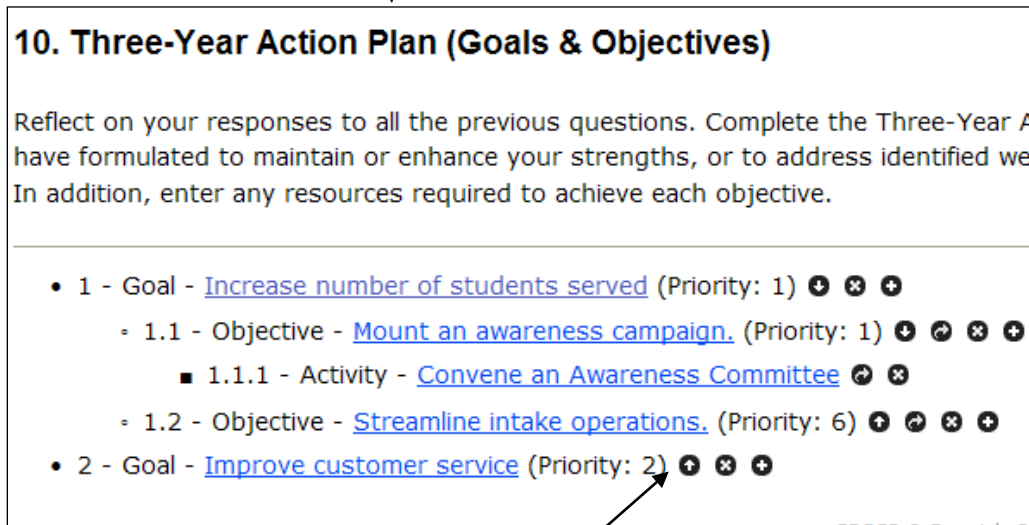 10. Three-Year Action Plan (Goals & Objectives)
Reflect on your responses to all the previous questions. Complete the Three-Year
have formulated to maintain or enhance your strengths, or to address identified
In addition, enter any resources required to achieve each objective.
• 1 - Goal - Increase number of students served (Priority: 1)
◦ 1.1 - Objective - Mount an awareness campaign. (Priority: 1)
■ 1.1.1 - Activity - Convene an Awareness Committee
◦ 1.2 - Objective - Streamline intake operations. (Priority: 6)
• 2 - Goal - Improve customer service (Priority: 2)